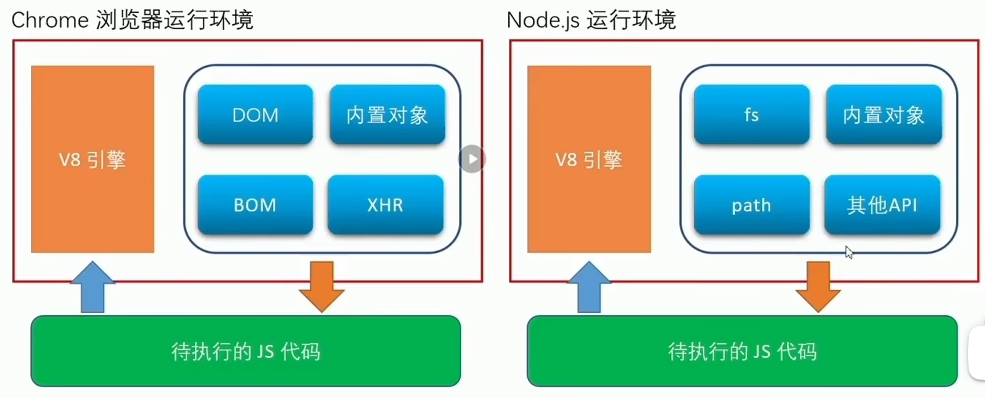 Chrome 浏览器运行环境
V8 引擎
DOM
内置对象
BOM
XHR
待执行的 JS 代码
Node.js 运行环境
V8 引擎
fs
内置对象
path
其他API
待执行的 JS 代码